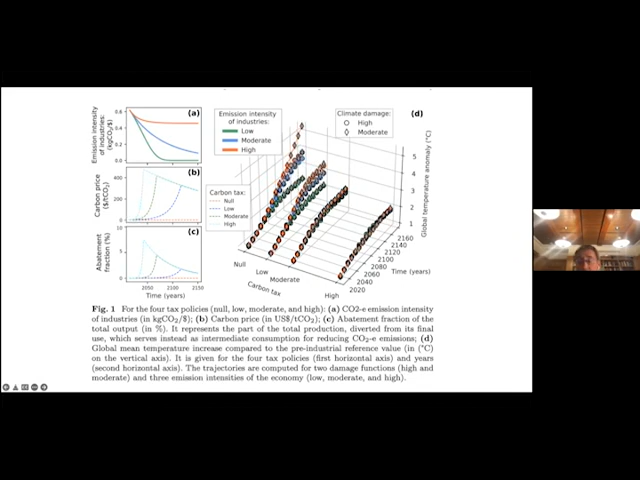 (a)
Emission intensity
of industries:
(kgCO2/$)
0.6
0.4
0.2
0.0
(b)
Carbon price
($/tCO2)
400
200
0
(c)
Abatement
fraction (%)
10
5
0
2050
2100
2150
Time (years)
Emission intensity
of industries:
Low
Moderate
High
Carbon tax:
Null
Low
Moderate
High
Climate damage:
High
Moderate
(d)
Global temperature anomaly (°C)
5
4
3
2
1
2160
2140
2120
2100
2080
2060
2040
2020
Time (years)
Null
Low
Moderate
High
Carbon tax
Fig. 1 For the four tax policies (null, low, moderate, and high): (a) CO2-e emission intensity
of industries (in kgCO2/$); (b) Carbon price (in US$/tCO2); (c) Abatement fraction of the
total output (in %). It represents the part of the total production, diverted from its final
use, which serves instead as intermediate consumption for reducing CO2-e emissions; (d)
Global mean temperature increase compared to the pre-industrial reference value (in (°C)
on the vertical axis). It is given for the four tax policies (first horizontal axis) and years
(second horizontal axis). The trajectories are computed for two damage functions (high and
moderate) and three emission intensities of the economy (low, moderate, and high).